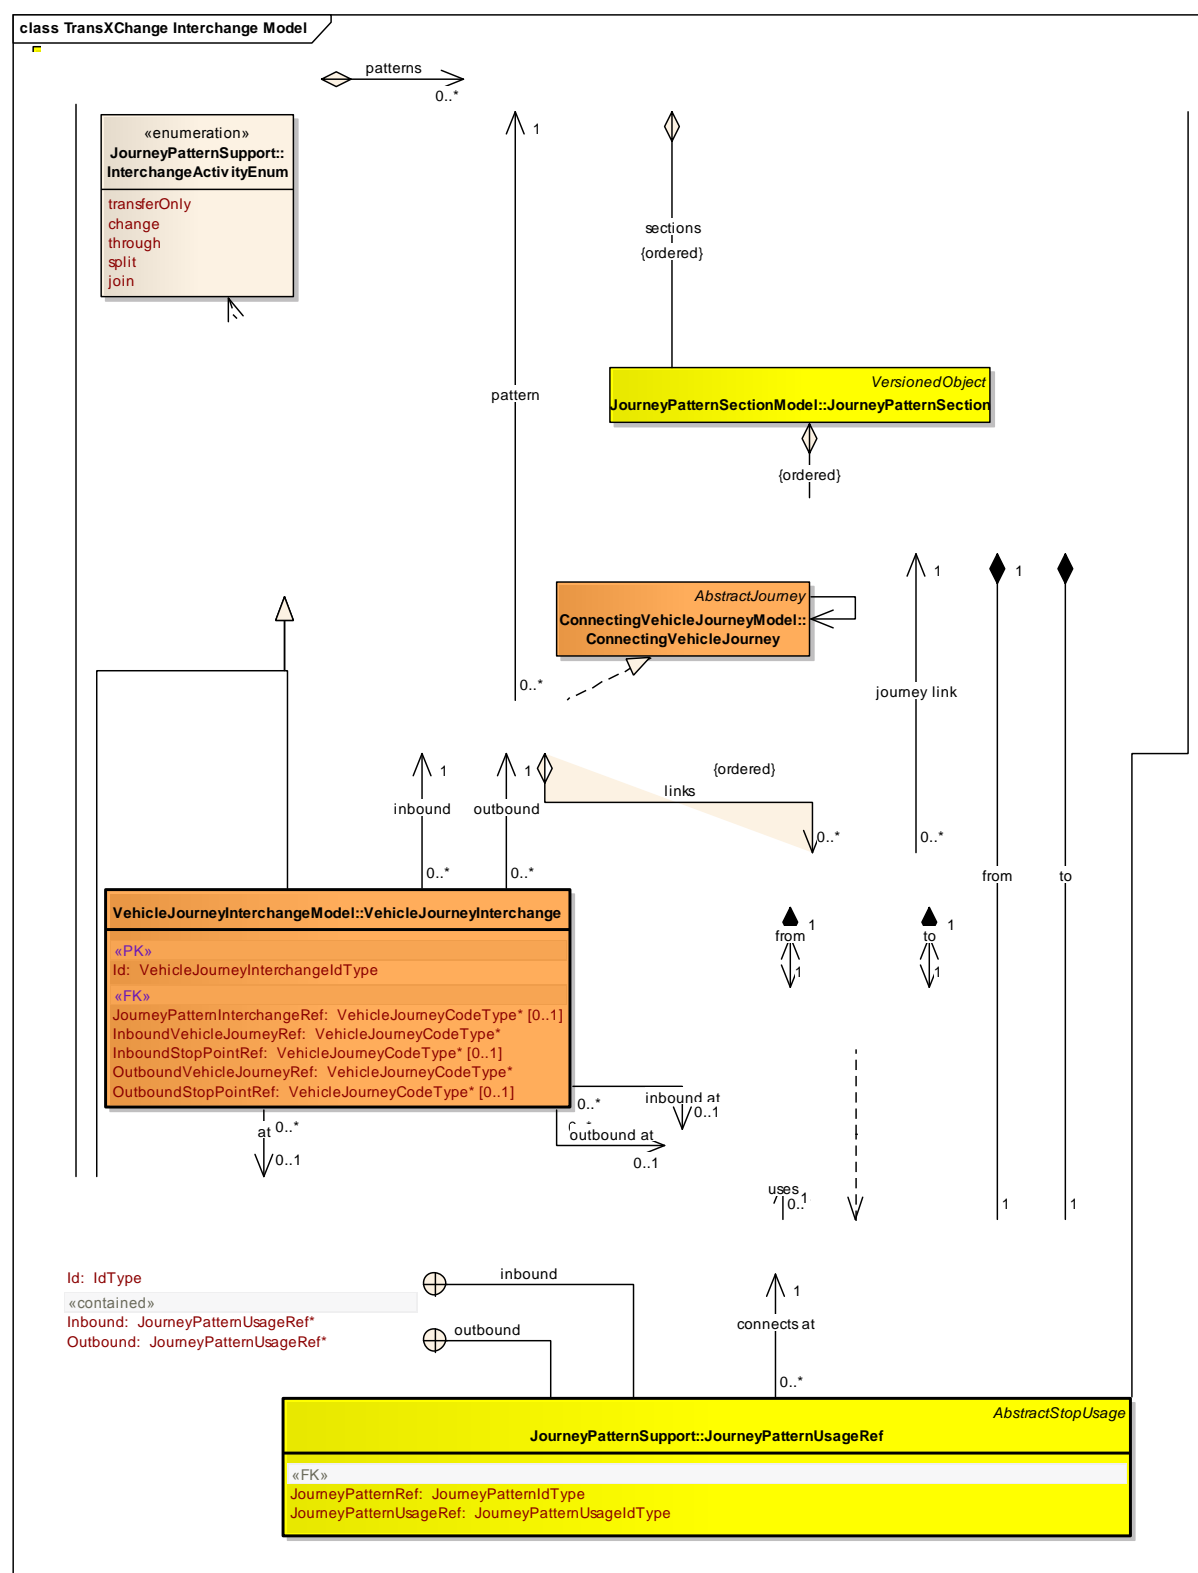 class TransXChange Interchange Model
patterns
0..*
«enumeration»
JourneyPatternSupport::
InterchangeActivityEnum
transferOnly
change
through
split
join
1
sections
{ordered}
pattern
VersionedObject
JourneyPatternSectionModel::JourneyPatternSection
{ordered}
1
1
AbstractJourney
ConnectingVehicleJourneyModel::
ConnectingVehicleJourney
0..*
journey link
1
1
{ordered}
links
inbound
outbound
0..*
0..*
0..*
0..*
from
to
VehicleJourneyInterchangeModel::VehicleJourneyInterchange
«PK»
Id: VehicleJourneyInterchangeIdType
«FK»
JourneyPatternInterchangeRef: VehicleJourneyCodeType* [0..1]
InboundVehicleJourneyRef: VehicleJourneyCodeType*
InboundStopPointRef: VehicleJourneyCodeType* [0..1]
OutboundVehicleJourneyRef: VehicleJourneyCodeType*
OutboundStopPointRef: VehicleJourneyCodeType* [0..1]
1
1
from
to
1
1
0..*
inbound at
0..1
outbound at
0..1
at
0..*
0..1
uses
1
0..
1
1
Id: IdType
«contained»
Inbound: JourneyPatternUsageRef*
Outbound: JourneyPatternUsageRef*
inbound
outbound
1
connects at
0..*
AbstractStopUsage
JourneyPatternSupport::JourneyPatternUsageRef
«FK»
JourneyPatternRef: JourneyPatternIdType
JourneyPatternUsageRef: JourneyPatternUsageIdType